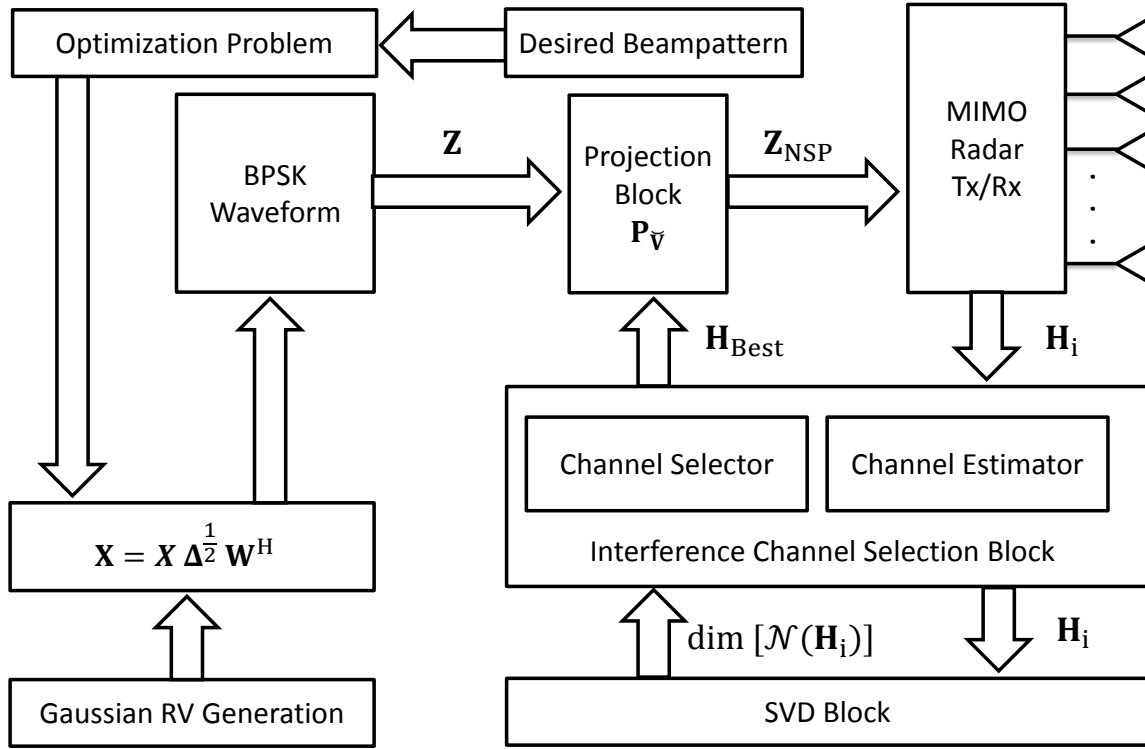 Optimization Problem
Desired Beampattern
BPSK
Waveform
Z
Projection
Block
P_V̆
Z_NSP
MIMO
Radar
Tx/Rx
H_Best
H_i
Channel Selector
Channel Estimator
Interference Channel Selection Block
X = X Δ^{1/2} W^H
dim [𝒩(H_i)]
H_i
Gaussian RV Generation
SVD Block